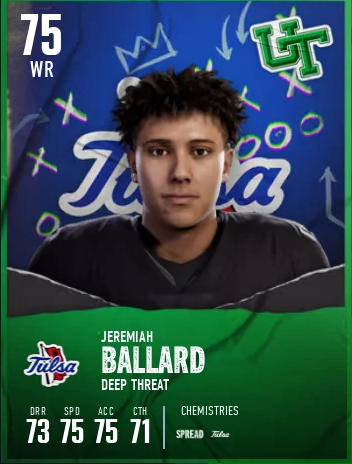 75
WR
UT
Tulsa
JEREMIAH
BALLARD
DEEP THREAT
Tulsa
DRR SPD ACC CTH
73 75 75 71
CHEMISTRIES
SPREAD Tulsa